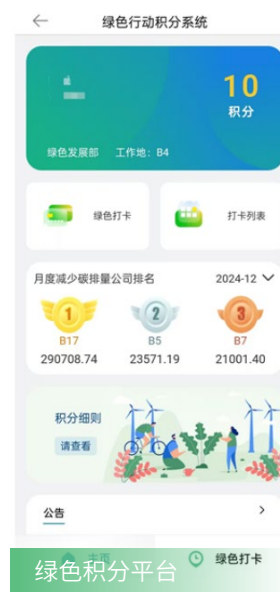 绿色行动积分系统
10
积分
绿色发展部 工作地：B4
绿色打卡 打卡列表
月度减少碳排量公司排名 2024-12
1 2 3
B17 B5 B7
290708.74 23571.19 21001.40
积分细则
请查看
公告
主页 绿色打卡
绿色积分平台